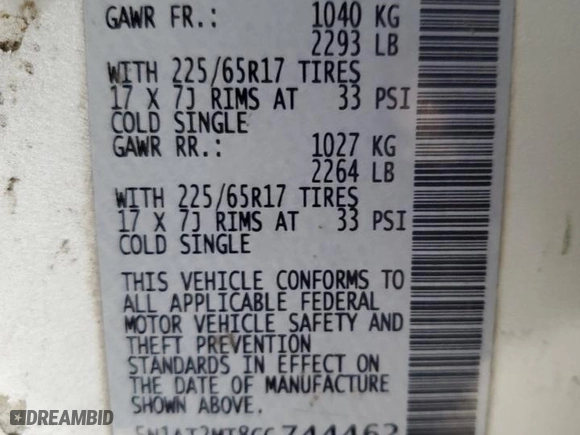 GAWR FR.: 1040 KG
2293 LB
WITH 225/65R17 TIRES
17 X 7J RIMS AT 33 PSI
COLD SINGLE
GAWR RR.: 1027 KG
2264 LB
WITH 225/65R17 TIRES
17 X 7J RIMS AT 33 PSI
COLD SINGLE
THIS VEHICLE CONFORMS TO
ALL APPLICABLE FEDERAL
MOTOR VEHICLE SAFETY AND
THEFT PREVENTION
STANDARDS IN EFFECT ON
THE DATE OF MANUFACTURE
SHOWN ABOVE.
DREAMBID